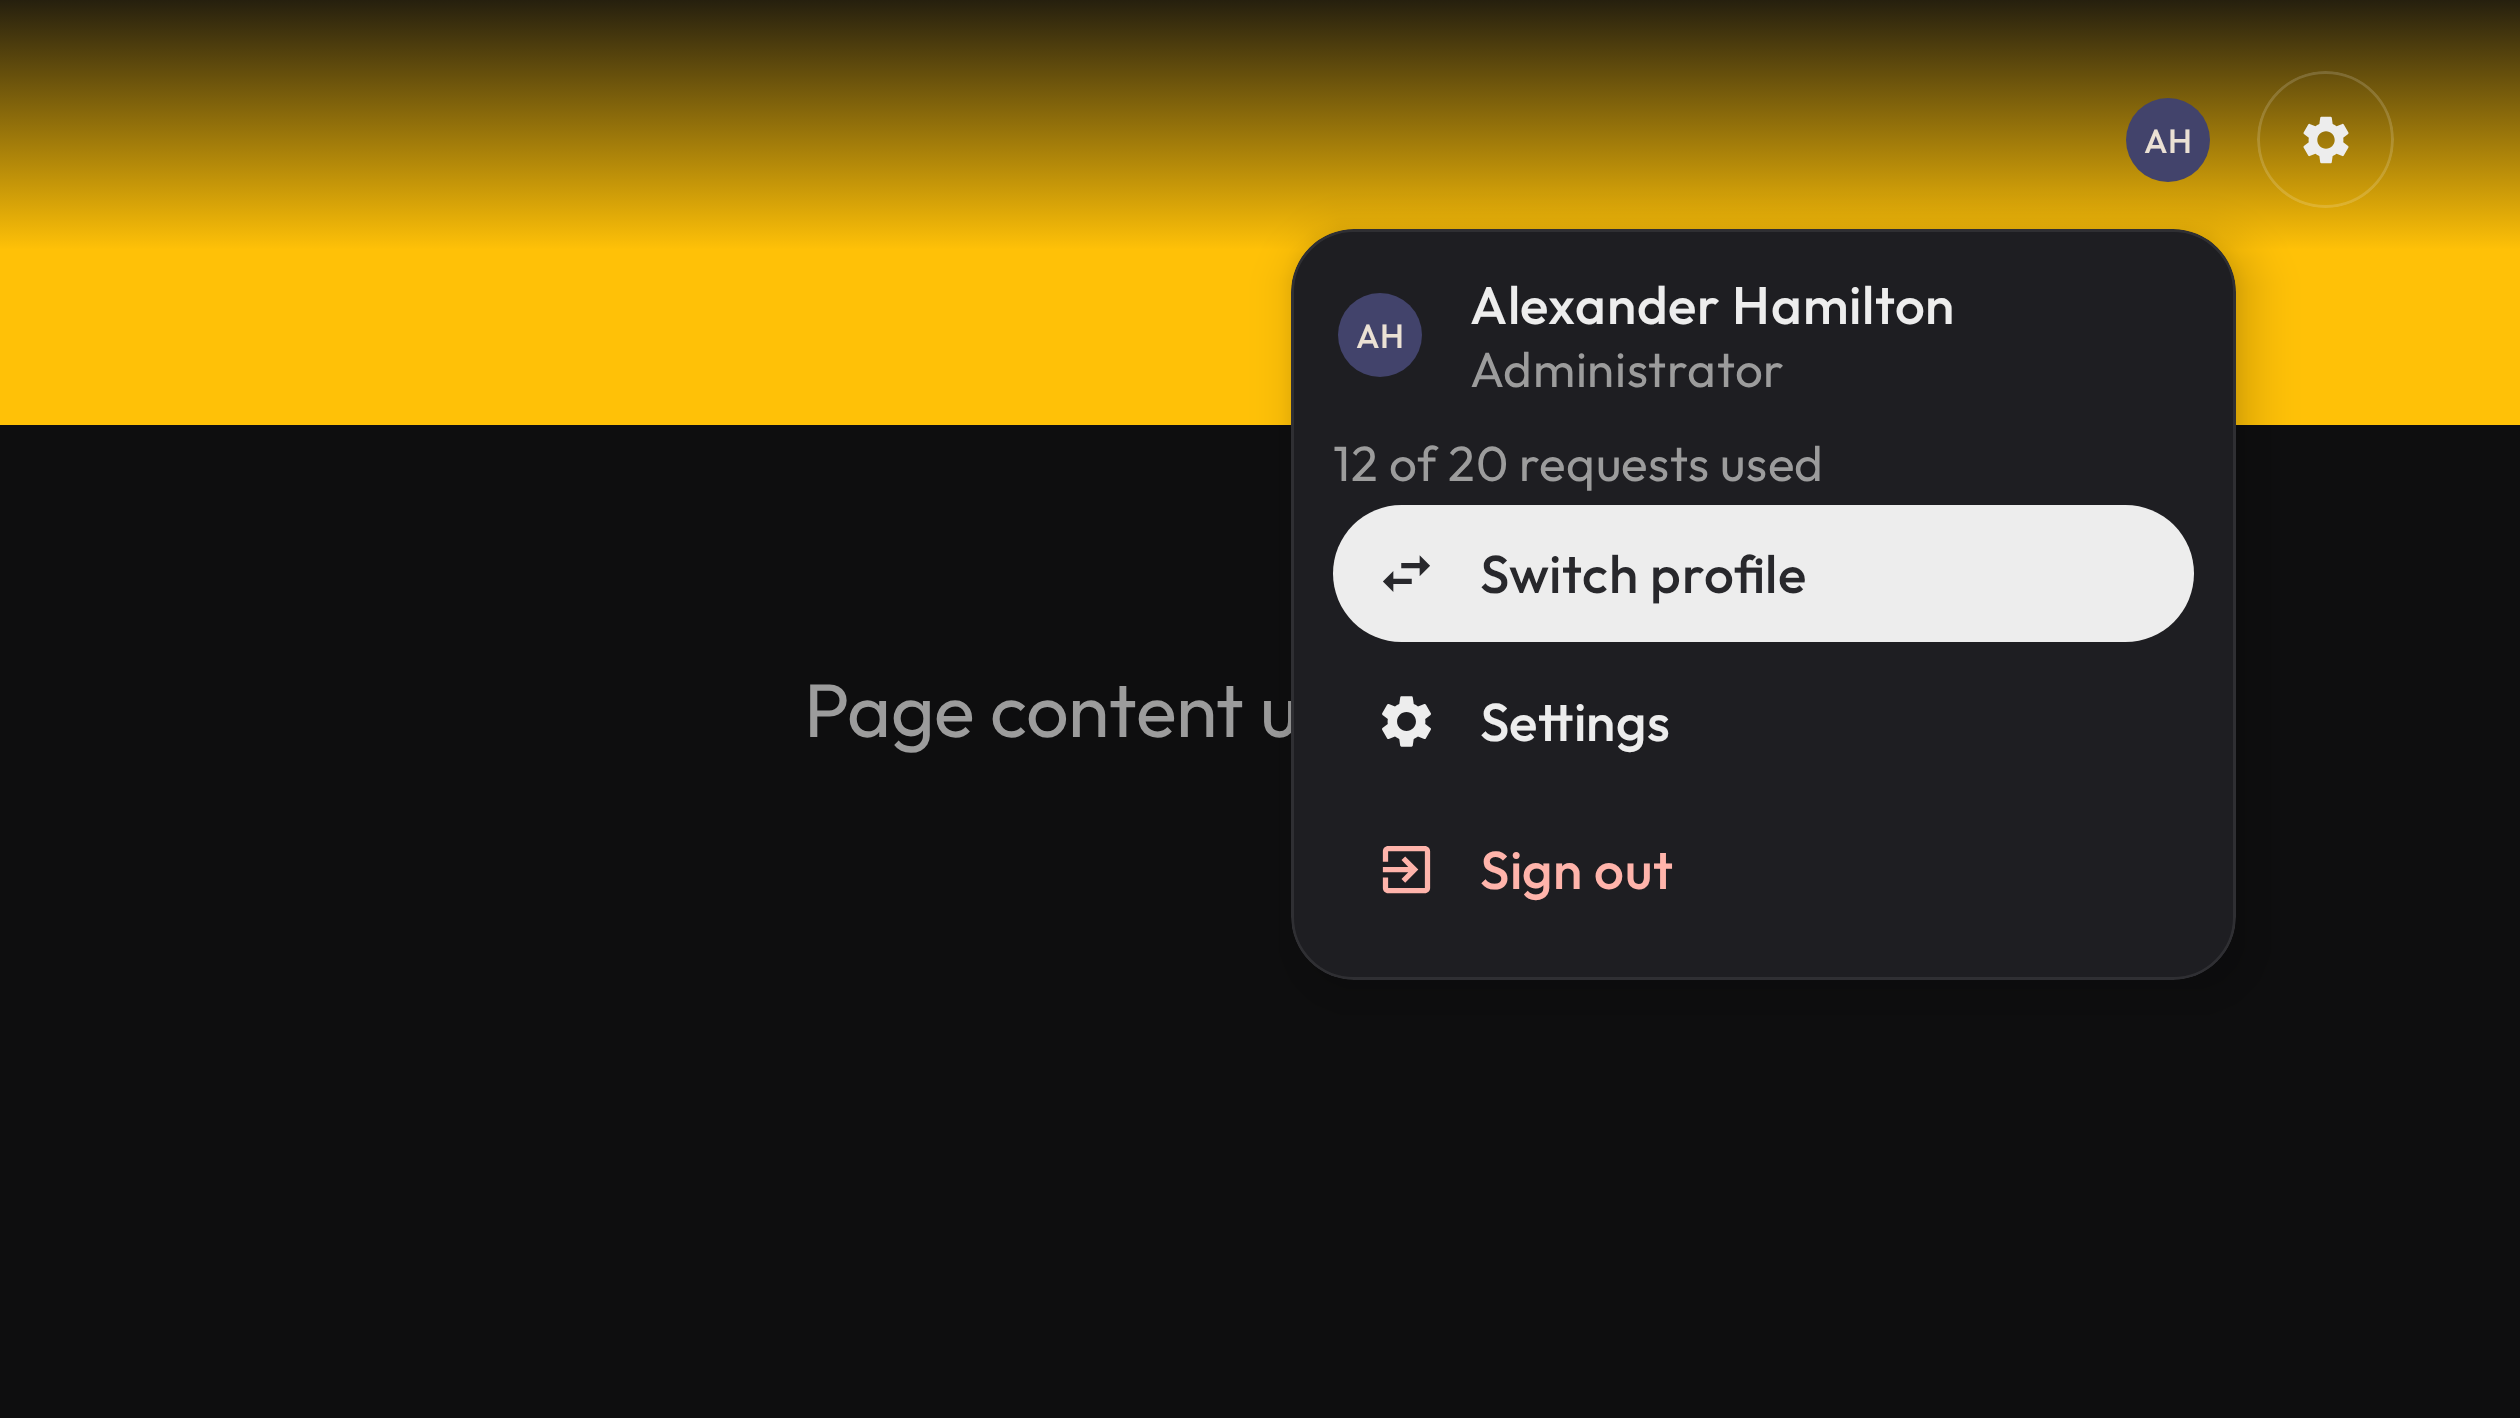 AH
AH
Alexander Hamilton
Administrator
12 of 20 requests used
Switch profile
Page content
Settings
Sign out